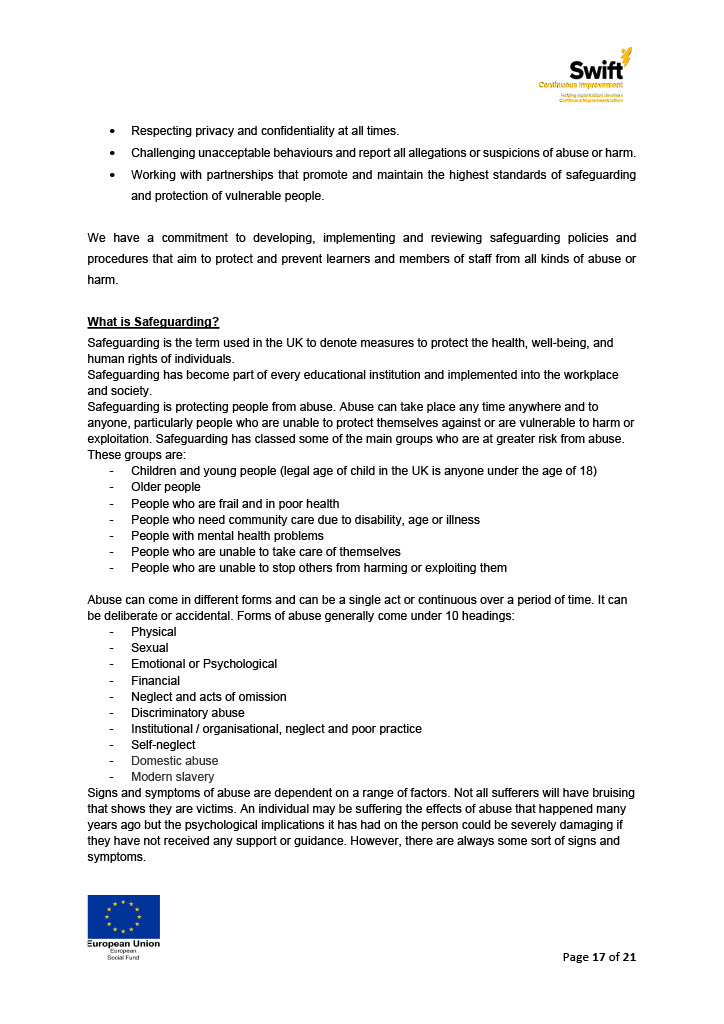 Swift
Continuous Improvement
Helping organisations develop a
Continuous Improvement culture
• Respecting privacy and confidentiality at all times.
• Challenging unacceptable behaviours and report all allegations or suspicions of abuse or harm.
• Working with partnerships that promote and maintain the highest standards of safeguarding
and protection of vulnerable people.
We have a commitment to developing, implementing and reviewing safeguarding policies and
procedures that aim to protect and prevent learners and members of staff from all kinds of abuse or
harm.
What is Safeguarding?
Safeguarding is the term used in the UK to denote measures to protect the health, well-being, and
human rights of individuals.
Safeguarding has become part of every educational institution and implemented into the workplace
and society.
Safeguarding is protecting people from abuse. Abuse can take place any time anywhere and to
anyone, particularly people who are unable to protect themselves against or are vulnerable to harm or
exploitation. Safeguarding has classed some of the main groups who are at greater risk from abuse.
These groups are:
- Children and young people (legal age of child in the UK is anyone under the age of 18)
- Older people
- People who are frail and in poor health
- People who need community care due to disability, age or illness
- People with mental health problems
- People who are unable to take care of themselves
- People who are unable to stop others from harming or exploiting them
Abuse can come in different forms and can be a single act or continuous over a period of time. It can
be deliberate or accidental. Forms of abuse generally come under 10 headings:
- Physical
- Sexual
- Emotional or Psychological
- Financial
- Neglect and acts of omission
- Discriminatory abuse
- Institutional / organisational, neglect and poor practice
- Self-neglect
- Domestic abuse
- Modern slavery
Signs and symptoms of abuse are dependent on a range of factors. Not all sufferers will have bruising
that shows they are victims. An individual may be suffering the effects of abuse that happened many
years ago but the psychological implications it has had on the person could be severely damaging if
they have not received any support or guidance. However, there are always some sort of signs and
symptoms.
European Union
European
Social Fund
Page 17 of 21